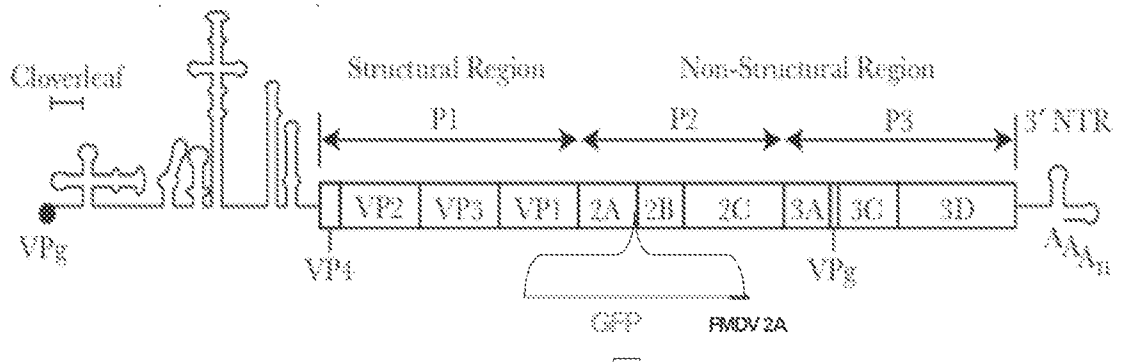 Structural Region Non-Structural Region
Cloverleaf
P1 P2 P3 3´ NTR
VP2 VP3 VP1 2A 2B 2C 3A 3C 3D
VPg
VP4 VPg AAAn
GFP FMDV 2A